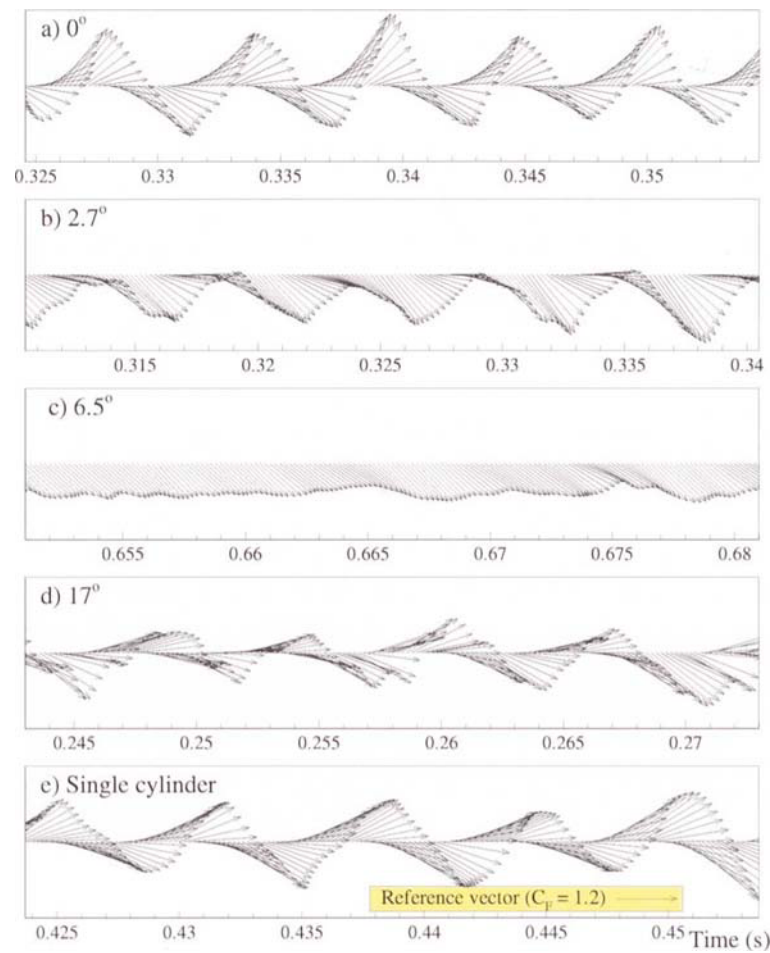 a) 0°
0.325 0.33 0.335 0.34 0.345 0.35
b) 2.7°
0.315 0.32 0.325 0.33 0.335 0.34
c) 6.5°
0.655 0.66 0.665 0.67 0.675 0.68
d) 17°
0.245 0.25 0.255 0.26 0.265 0.27
e) Single cylinder
Reference vector (C_F = 1.2)
0.425 0.43 0.435 0.44 0.445 0.45 Time (s)